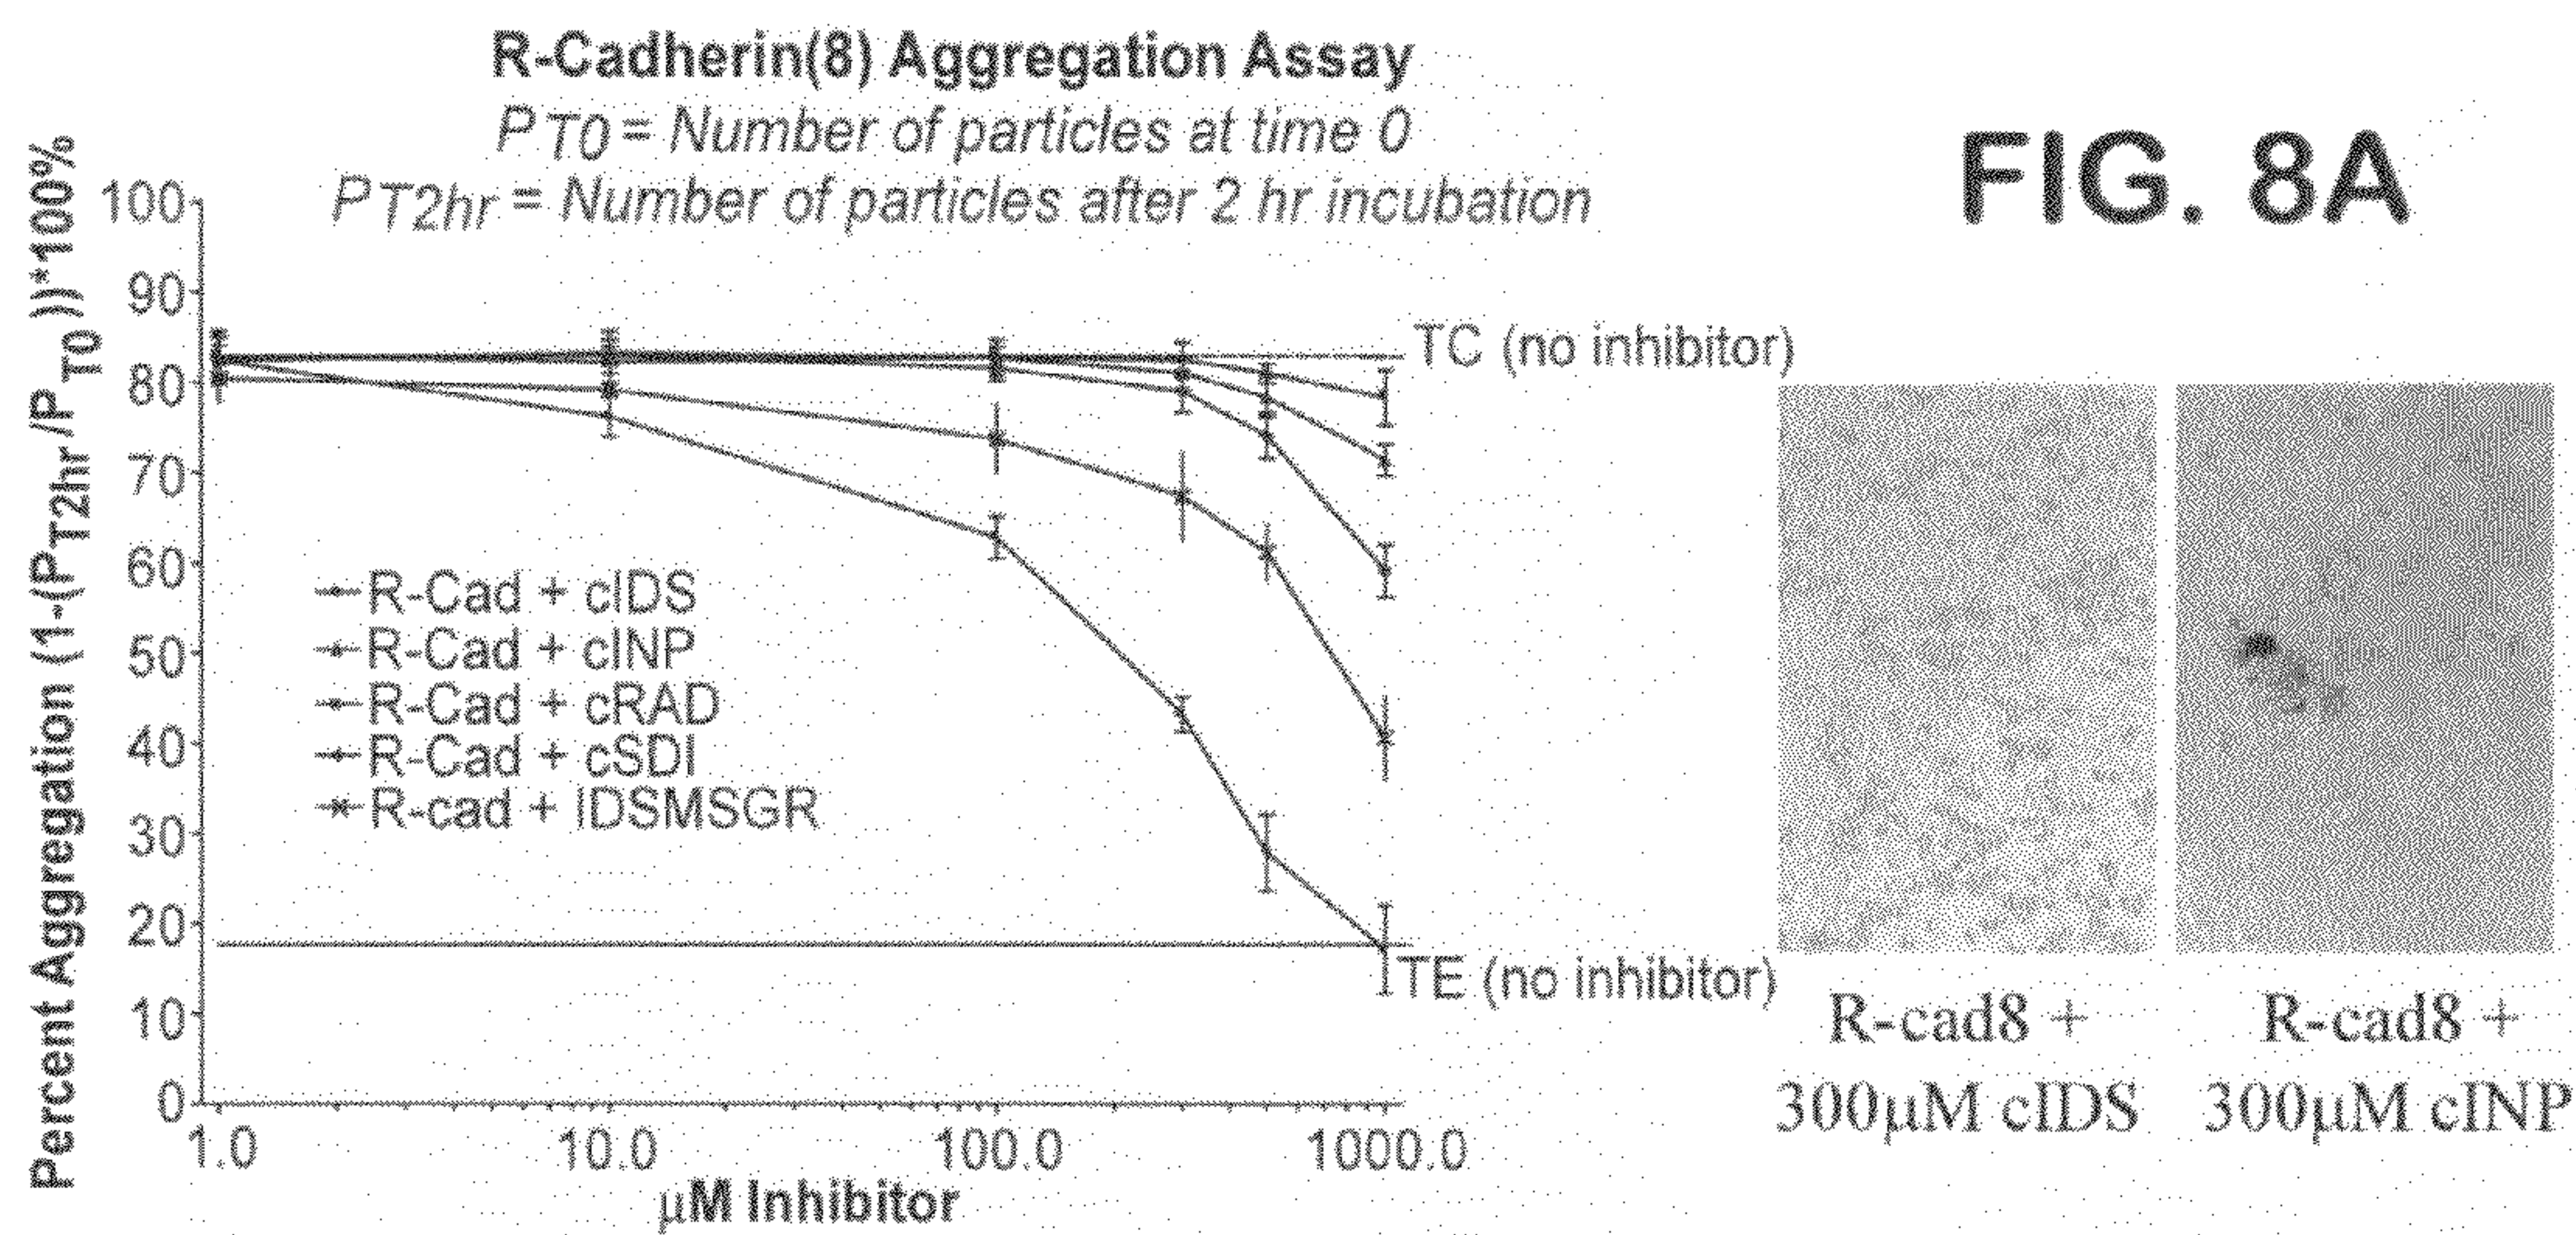 R-Cadherin(8) Aggregation Assay
PT0 = Number of particles at time 0
PT2hr = Number of particles after 2 hr incubation
FIG. 8A
Percent Aggregation (1-(PT2hr/PT0))*100%
100
90
80
70
60
50
40
30
20
10
0
TC (no inhibitor)
R-Cad + cIDS
R-Cad + cINP
R-Cad + cRAD
R-Cad + cSDI
R-cad + IDSMSGR
TE (no inhibitor)
1.0 10.0 100.0 1000.0
µM Inhibitor
R-cad8 +
300µM cIDS
R-cad8 +
300µM cINP